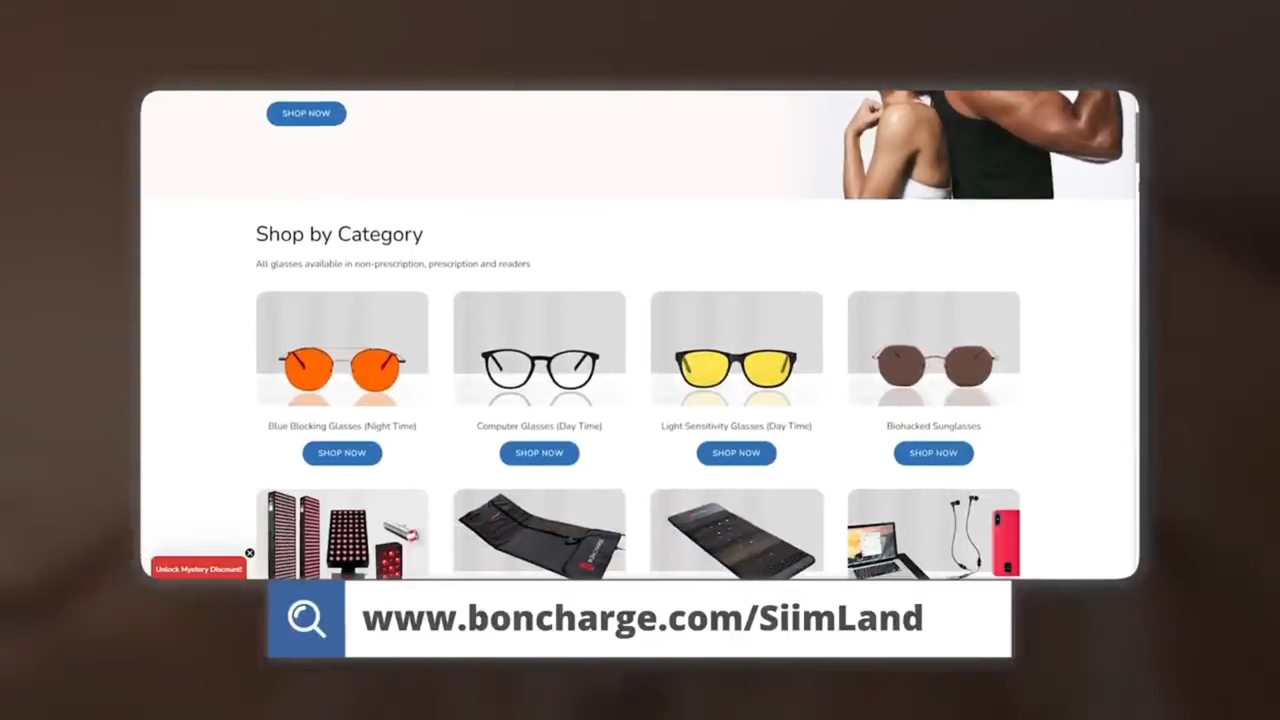 SHOP NOW
Shop by Category
All glasses available in non-prescription, prescription and readers
Blue Blocking Glasses (Night Time)
Computer Glasses (Day Time)
Light Sensitivity Glasses (Day Time)
Biohacked Sunglasses
SHOP NOW
SHOP NOW
SHOP NOW
SHOP NOW
Unlock Mystery Discount!
www.boncharge.com/SiimLand